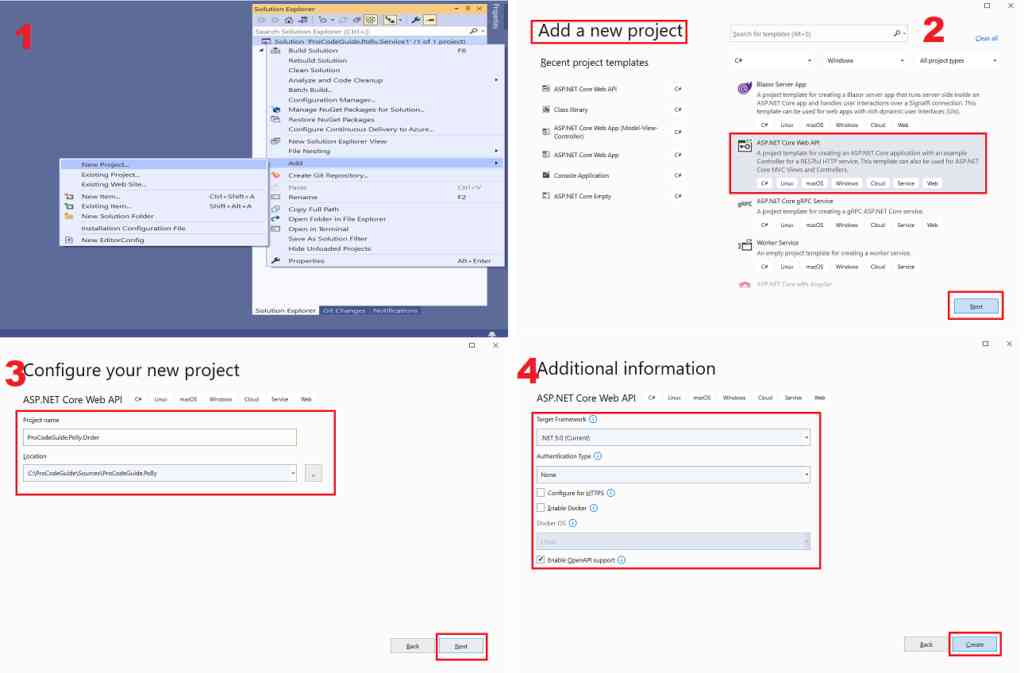 1
Solution Explorer
Properties
Search Solution Explorer (Ctrl+;)
Solution 'ProCodeGuide.Polly.Service1' (1 of 1 project)
Build Solution F6
Rebuild Solution
Clean Solution
Analyze and Code Cleanup
Batch Build...
Configuration Manager...
Manage NuGet Packages for Solution...
Restore NuGet Packages
Configure Continuous Delivery to Azure...
New Solution Explorer View
File Nesting
Add
Create Git Repository...
Paste Ctrl+V
Rename F2
Copy Full Path
Open Folder in File Explorer
Open in Terminal
Save As Solution Filter
Hide Unloaded Projects
Properties Alt+Enter
New Project...
Existing Project...
Existing Web Site...
New Item... Ctrl+Shift+A
Existing Item... Shift+Alt+A
New Solution Folder
Installation Configuration File
New EditorConfig
Solution Explorer Git Changes Notifications
2
Add a new project
Recent project templates
ASP.NET Core Web API C#
Class library C#
ASP.NET Core Web App (Model-View-
Controller) C#
ASP.NET Core Web App C#
Console Application C#
ASP.NET Core Empty C#
Search for templates (Alt+S)
Clear all
C# Windows All project types
Blazor Server App
A project template for creating a Blazor server app that runs server-side inside an
ASP.NET Core app and handles user interactions over a SignalR connection. This
template can be used for web apps with rich dynamic user interfaces (UIs).
C# Linux macOS Windows Cloud Web
ASP.NET Core Web API
A project template for creating an ASP.NET Core application with an example
Controller for a RESTful HTTP service. This template can also be used for ASP.NET
Core MVC Views and Controllers.
C# Linux macOS Windows Cloud Service Web
gRPC
ASP.NET Core gRPC Service
A project template for creating a gRPC ASP.NET Core service.
C# Linux macOS Windows Cloud Service Web
Worker Service
An empty project template for creating a worker service.
C# Linux macOS Windows Cloud Service
ASP.NET Core with Angular
Next
3
Configure your new project
ASP.NET Core Web API C# Linux macOS Windows Cloud Service Web
Project name
ProCodeGuide.Polly.Order
Location
C:\ProCodeGuide\Sources\ProCodeGuide.Polly
...
Back Next
4
Additional information
ASP.NET Core Web API C# Linux macOS Windows Cloud Service Web
Target Framework
.NET 5.0 (Current)
Authentication Type
None
Configure for HTTPS
Enable Docker
Docker OS
Linux
Enable OpenAPI support
Back Create